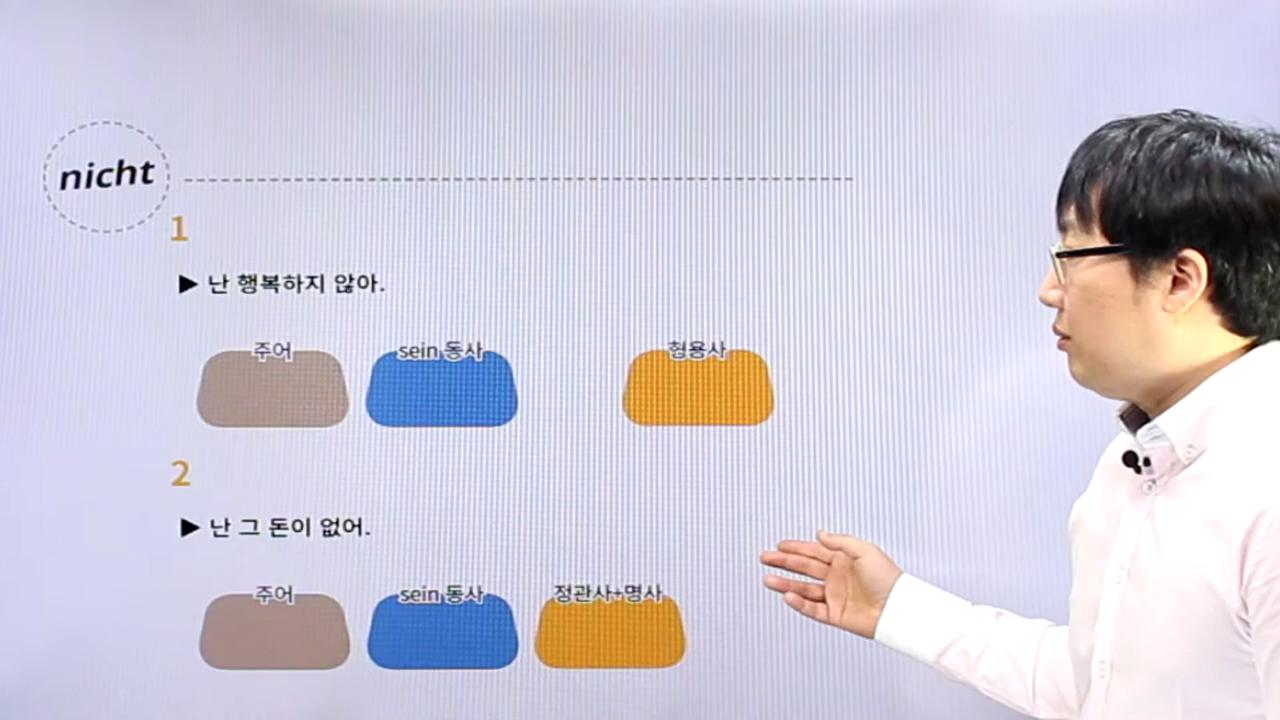 nicht
1
▶ 난 행복하지 않아.
주어 sein 동사 형용사
2
▶ 난 그 돈이 없어.
주어 sein 동사 정관사+명사